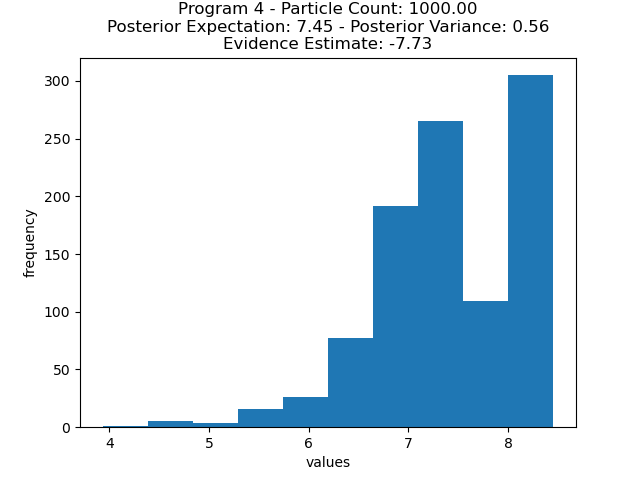 Program 4 - Particle Count: 1000.00
Posterior Expectation: 7.45 - Posterior Variance: 0.56
Evidence Estimate: -7.73
300
250
200
150
100
50
0
frequency
4 5 6 7 8
values